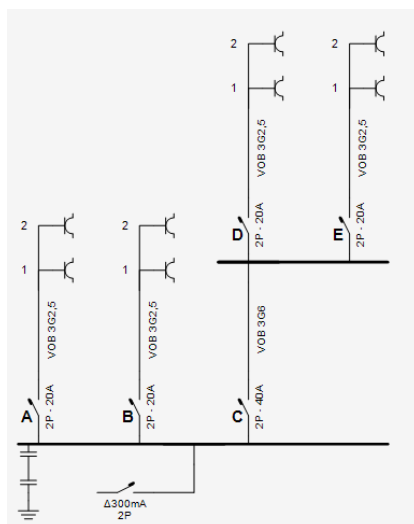 2
2
1
1
VOB 3G2,5
VOB 3G2,5
D
2P - 20A
E
2P - 20A
2
2
1
1
VOB 3G2,5
VOB 3G2,5
VOB 3G6
A
2P - 20A
B
2P - 20A
C
2P - 40A
Δ300mA
2P